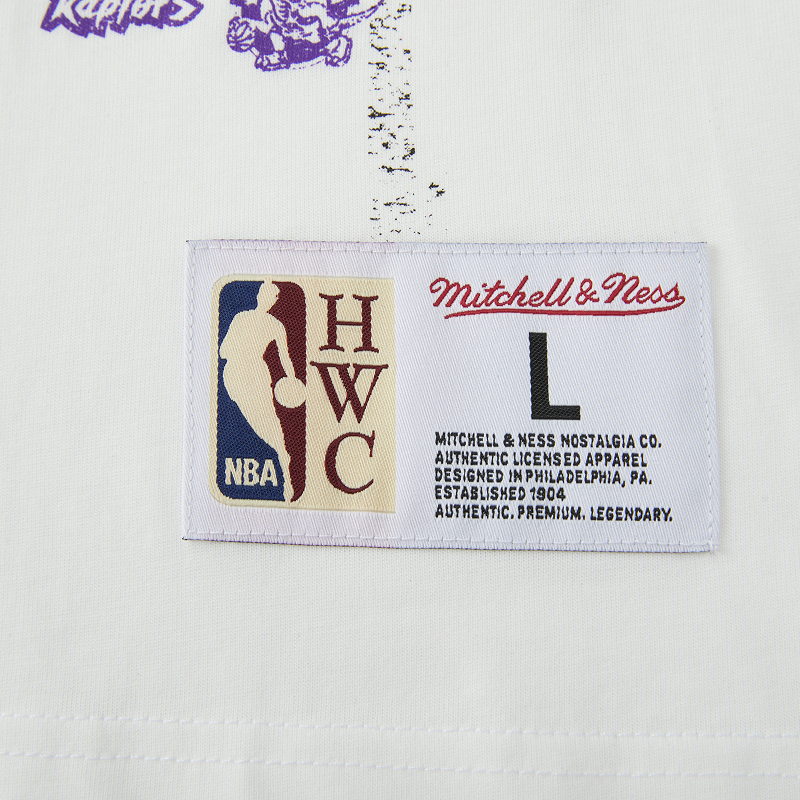 Raptors
NBA
H
W
C
Mitchell & Ness
L
MITCHELL & NESS NOSTALGIA CO.
AUTHENTIC LICENSED APPAREL
DESIGNED IN PHILADELPHIA, PA.
ESTABLISHED 1904
AUTHENTIC. PREMIUM. LEGENDARY.